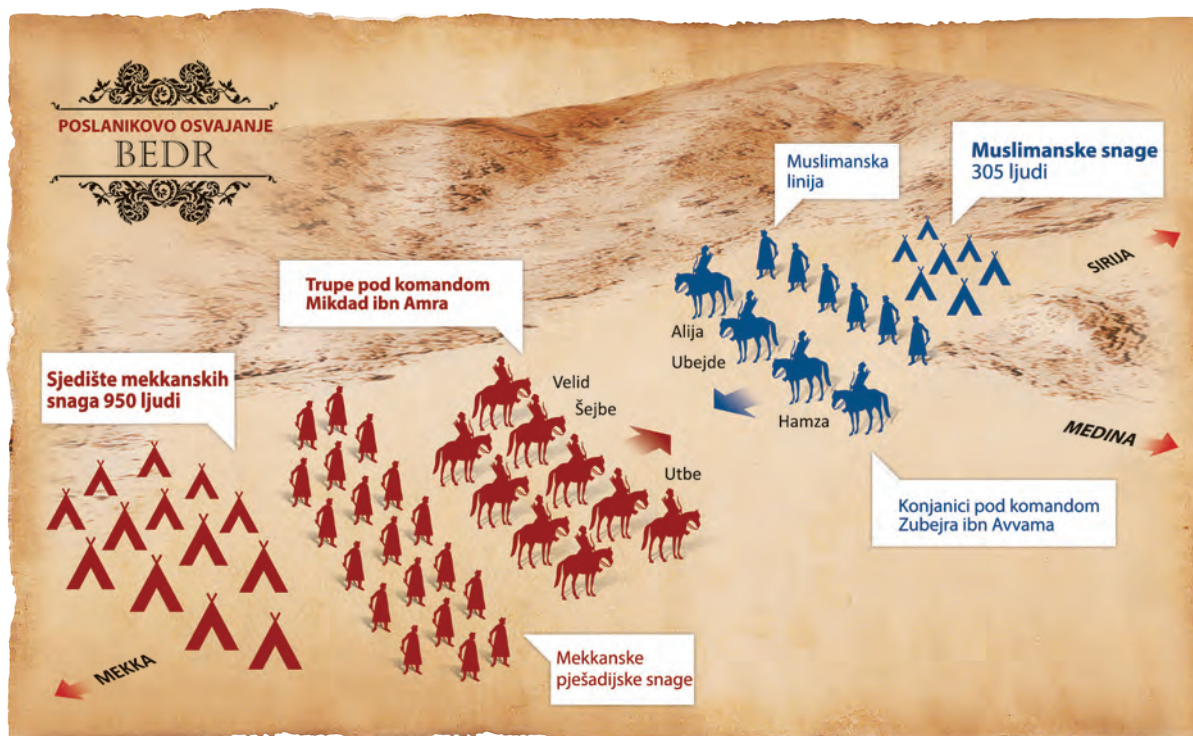 POSLANIKOVO OSVAJANJE
BEDR
Muslimanska
linija
Muslimanske snage
305 ljudi
SIRIJA
Trupe pod komandom
Mikdad ibn Amra
Alija
Ubejde
Hamza
MEDINA
Sjedište mekkanskih
snaga 950 ljudi
Velid
Šejbe
Utbe
Konjanici pod komandom
Zubejra ibn Avvama
MEKKA
Mekkanske
pješadijske snage